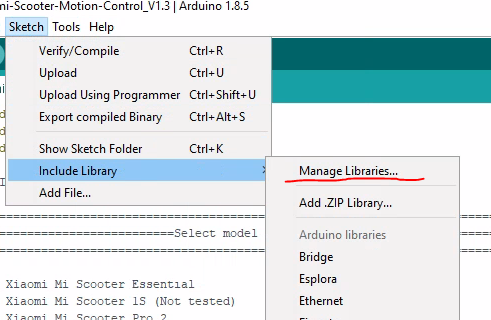 mi-Scooter-Motion-Control_V1.3 | Arduino 1.8.5
Sketch Tools Help
Verify/Compile Ctrl+R
Upload Ctrl+U
Upload Using Programmer Ctrl+Shift+U
Export compiled Binary Ctrl+Alt+S
Show Sketch Folder Ctrl+K
Include Library
Manage Libraries...
Add File...
Add .ZIP Library...
==========Select model
Arduino libraries
Bridge
Xiaomi Mi Scooter Essential
Esplora
Xiaomi Mi Scooter 1S (Not tested)
Ethernet
Xiaomi Mi Scooter Pro 2